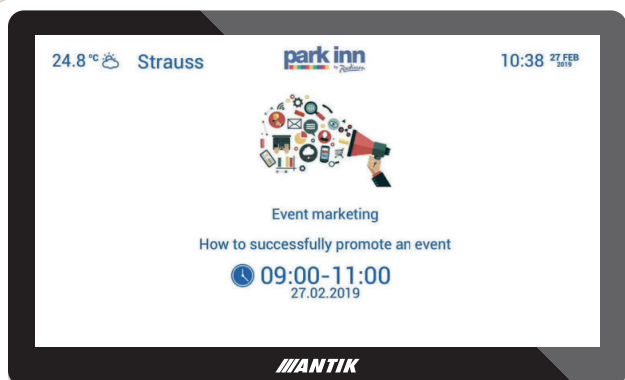 24.8 °C Strauss
park inn
by Radisson
10:38 27 FEB 2019
Event marketing
How to successfully promote an event
09:00-11:00
27.02.2019
ANTIK